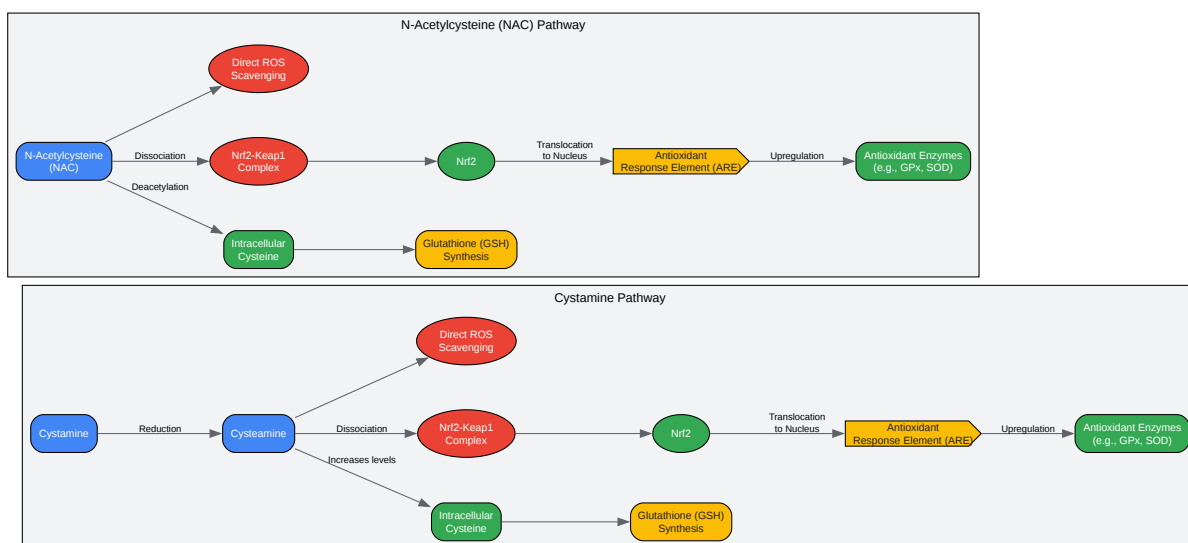 N-Acetylcysteine (NAC) Pathway
Direct ROS
Scavenging
N-Acetylcysteine
(NAC)
Dissociation
Nrf2-Keap1
Complex
Nrf2
Translocation
to Nucleus
Antioxidant
Response Element (ARE)
Upregulation
Antioxidant Enzymes
(e.g., GPx, SOD)
Deacetylation
Intracellular
Cysteine
Glutathione (GSH)
Synthesis
Cystamine Pathway
Direct ROS
Scavenging
Cystamine
Reduction
Cysteamine
Dissociation
Nrf2-Keap1
Complex
Nrf2
Translocation
to Nucleus
Antioxidant
Response Element (ARE)
Upregulation
Antioxidant Enzymes
(e.g., GPx, SOD)
Increases levels
Intracellular
Cysteine
Glutathione (GSH)
Synthesis